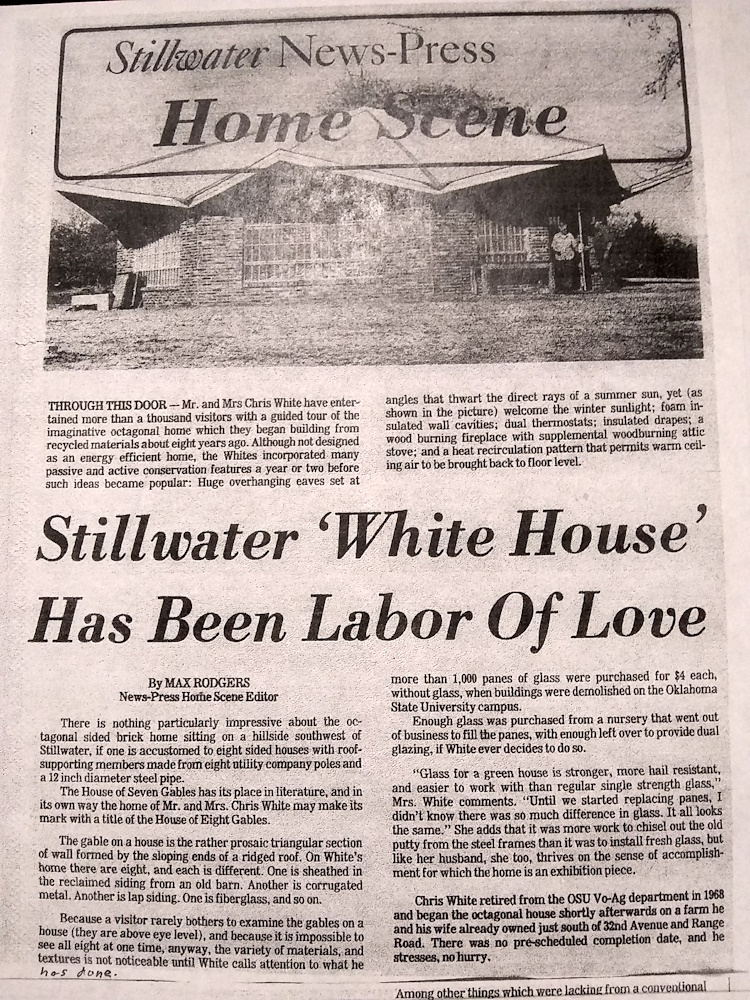 Stillwater News-Press
Home Scene
THROUGH THIS DOOR — Mr. and Mrs Chris White have enter-
tained more than a thousand visitors with a guided tour of the
imaginative octagonal home which they began building from
recycled materials about eight years ago. Although not designed
as an energy efficient home, the Whites incorporated many
passive and active conservation features a year or two before
such ideas became popular: Huge overhanging eaves set at
angles that thwart the direct rays of a summer sun, yet (as
shown in the picture) welcome the winter sunlight; foam in-
sulated wall cavities; dual thermostats; insulated drapes; a
wood burning fireplace with supplemental woodburning attic
stove; and a heat recirculation pattern that permits warm ceil-
ing air to be brought back to floor level.
Stillwater ‘White House’
Has Been Labor Of Love
By MAX RODGERS
News-Press Home Scene Editor
There is nothing particularly impressive about the oc-
tagonal sided brick home sitting on a hillside southwest of
Stillwater, if one is accustomed to eight sided houses with roof-
supporting members made from eight utility company poles and
a 12 inch diameter steel pipe.
The House of Seven Gables has its place in literature, and in
its own way the home of Mr. and Mrs. Chris White may make its
mark with a title of the House of Eight Gables.
The gable on a house is the rather prosaic triangular section
of wall formed by the sloping ends of a ridged roof. On White's
home there are eight, and each is different. One is sheathed in
the reclaimed siding from an old barn. Another is corrugated
metal. Another is lap siding. One is fiberglass, and so on.
Because a visitor rarely bothers to examine the gables on a
house (they are above eye level), and because it is impossible to
see all eight at one time, anyway, the variety of materials, and
textures is not noticeable until White calls attention to what he
has done.
more than 1,000 panes of glass were purchased for $4 each,
without glass, when buildings were demolished on the Oklahoma
State University campus.
Enough glass was purchased from a nursery that went out
of business to fill the panes, with enough left over to provide dual
glazing, if White ever decides to do so.
“Glass for a green house is stronger, more hail resistant,
and easier to work with than regular single strength glass,”
Mrs. White comments. “Until we started replacing panes, I
didn't know there was so much difference in glass. It all looks
the same.” She adds that it was more work to chisel out the old
putty from the steel frames than it was to install fresh glass, but
like her husband, she too, thrives on the sense of accomplish-
ment for which the home is an exhibition piece.
Chris White retired from the OSU Vo-Ag department in 1968
and began the octagonal house shortly afterwards on a farm he
and his wife already owned just south of 32nd Avenue and Range
Road. There was no pre-scheduled completion date, and he
stresses, no hurry.
Among other things which were lacking from a conventional